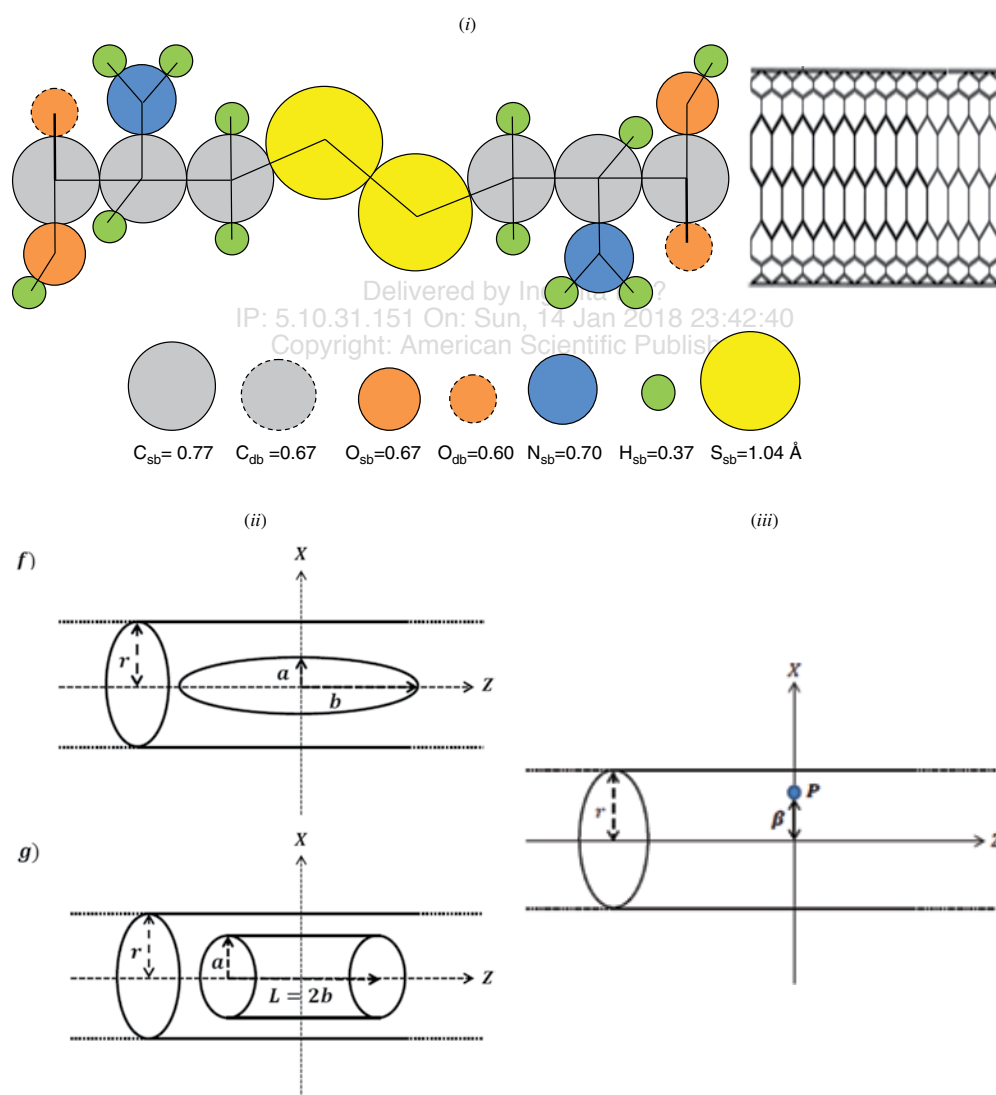 (i)
Delivered by Ing ta ?
IP: 5.10.31.151 On: Sun, 14 Jan 2018 23:42:40
Copyright: American Scientific Publish
C_sb= 0.77 C_db =0.67 O_sb=0.67 O_db=0.60 N_sb=0.70 H_sb=0.37 S_sb=1.04 Å
(ii) (iii)
f)
X
r
a
b
Z
X
P
β
r
Z
g)
X
r
a
L = 2b
Z